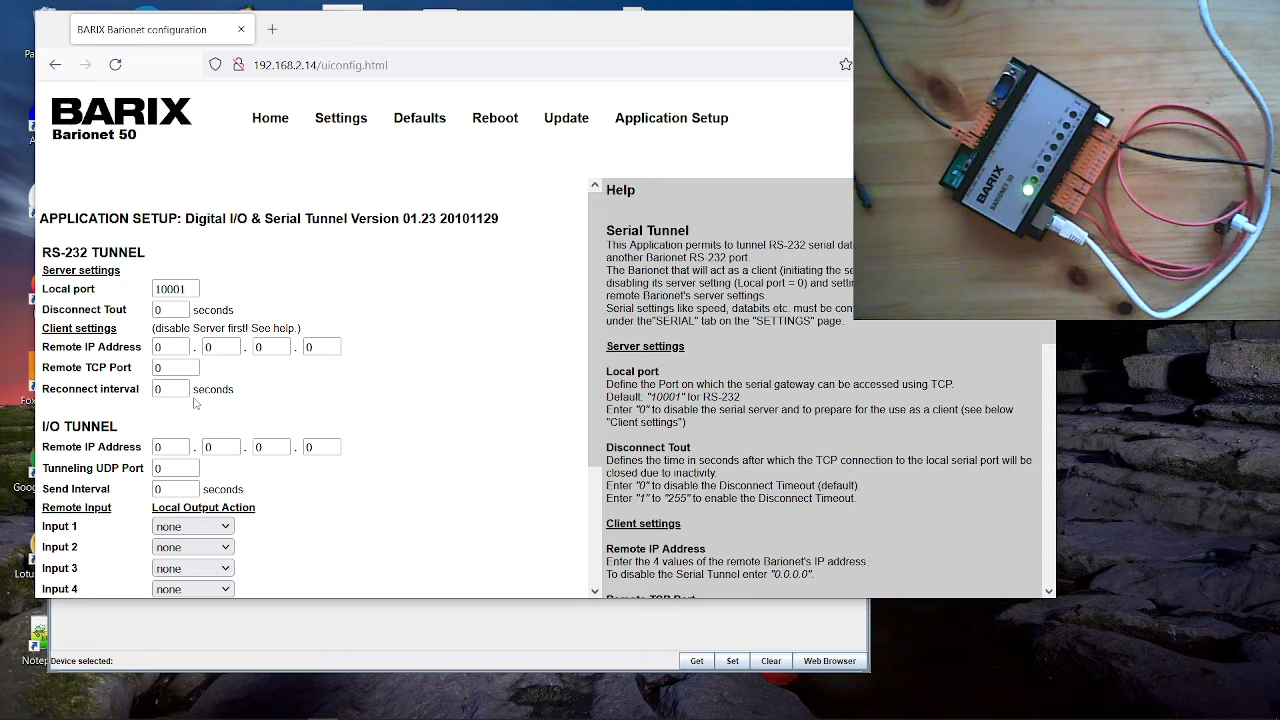 BARIX Barionet configuration
192.168.2.14/uiconfig.html
BARIX
Barionet 50
Home Settings Defaults Reboot Update Application Setup
APPLICATION SETUP: Digital I/O & Serial Tunnel Version 01.23 20101129
RS-232 TUNNEL
Server settings
Local port 10001
Disconnect Tout 0 seconds
Client settings (disable Server first! See help.)
Remote IP Address 0 . 0 . 0 . 0
Remote TCP Port 0
Reconnect interval 0 seconds
I/O TUNNEL
Remote IP Address 0 . 0 . 0 . 0
Tunneling UDP Port 0
Send Interval 0 seconds
Remote Input Local Output Action
Input 1 none
Input 2 none
Input 3 none
Input 4 none
Help
Serial Tunnel
This Application permits to tunnel RS-232 serial dat
another Barionet RS-232 port.
The Barionet that will act as a client (initiating the se
disabling its server setting (Local port = 0) and setti
remote Barionet's server settings.
Serial settings like speed, databits etc. must be con
under the"SERIAL" tab on the "SETTINGS" page.
Server settings
Local port
Define the Port on which the serial gateway can be accessed using TCP.
Default: "10001" for RS-232
Enter "0" to disable the serial server and to prepare for the use as a client (see below
"Client settings")
Disconnect Tout
Defines the time in seconds after which the TCP connection to the local serial port will be
closed due to inactivity.
Enter "0" to disable the Disconnect Timeout (default).
Enter "1" to "255" to enable the Disconnect Timeout.
Client settings
Remote IP Address
Enter the 4 values of the remote Barionet's IP address.
To disable the Serial Tunnel enter "0.0.0.0".
Remote TCP Port
Device selected:
Get Set Clear Web Browser
BARIX
BARIONET 50
Pa
Fox
Goog
Lotu
Notep